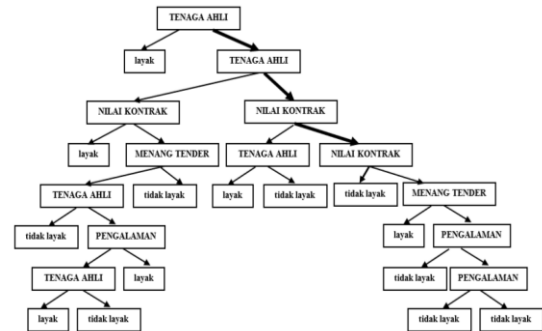 TENAGA AHLI
layak
TENAGA AHLI
NILAI KONTRAK
NILAI KONTRAK
layak
MENANG TENDER
TENAGA AHLI
NILAI KONTRAK
TENAGA AHLI
tidak layak
layak
tidak layak
tidak layak
MENANG TENDER
tidak layak
PENGALAMAN
layak
PENGALAMAN
TENAGA AHLI
layak
tidak layak
PENGALAMAN
layak
tidak layak
tidak layak
tidak layak